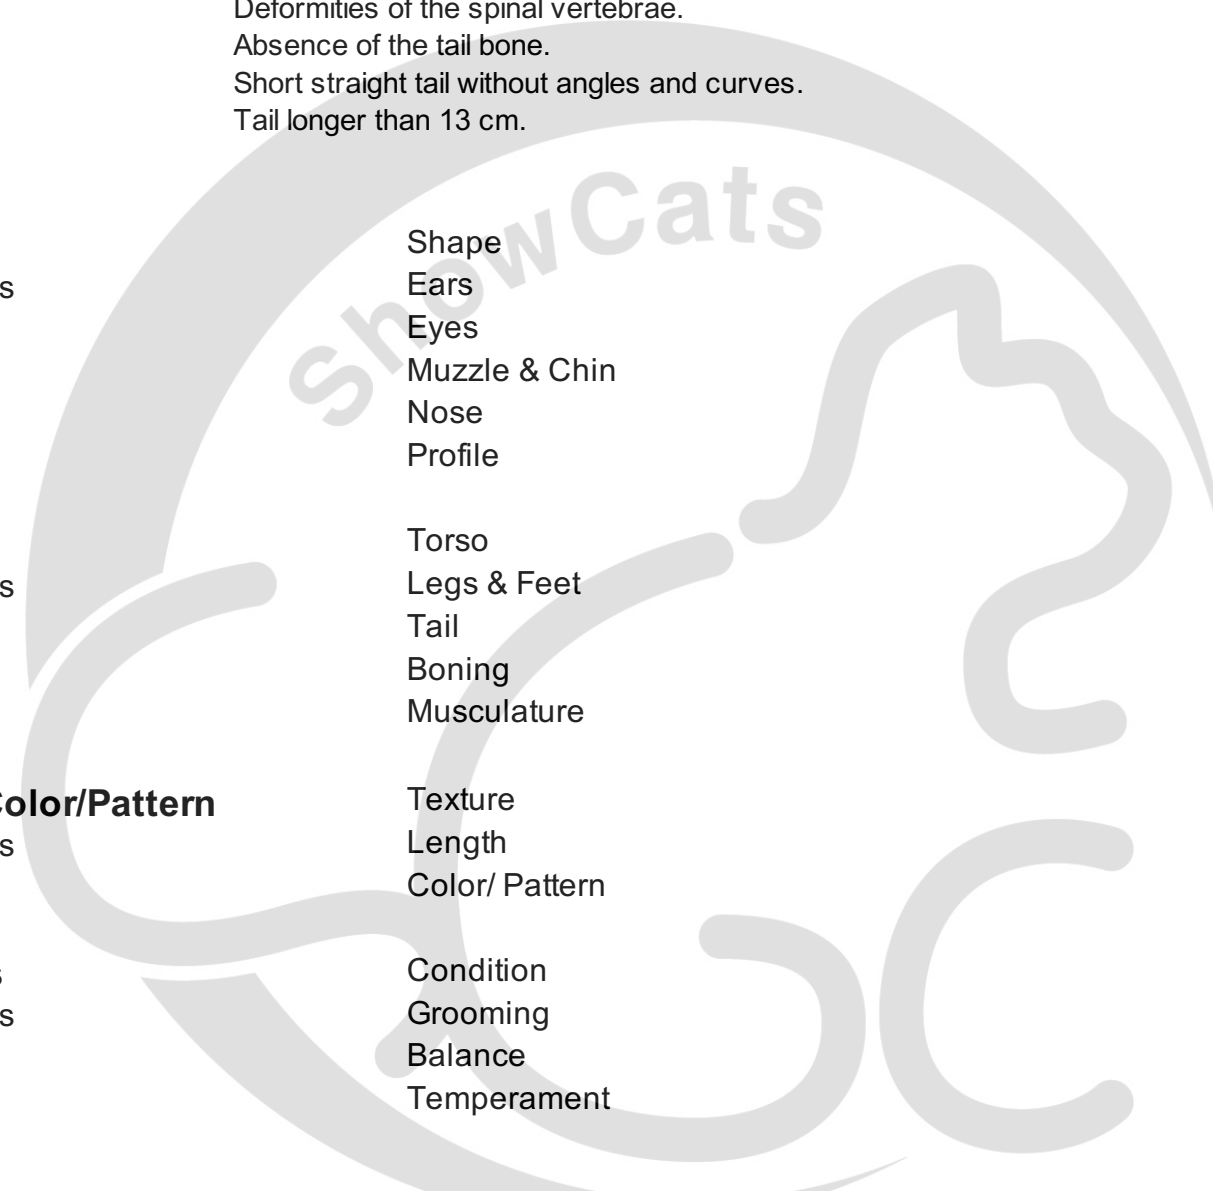 Deformities of the spinal vertebrae.
Absence of the tail bone.
Short straight tail without angles and curves.
Tail longer than 13 cm.
ShowCats
Shape
Ears
Eyes
Muzzle & Chin
Nose
Profile
Torso
Legs & Feet
Tail
Boning
Musculature
Color/Pattern
Texture
Length
Color/ Pattern
Condition
Grooming
Balance
Temperament